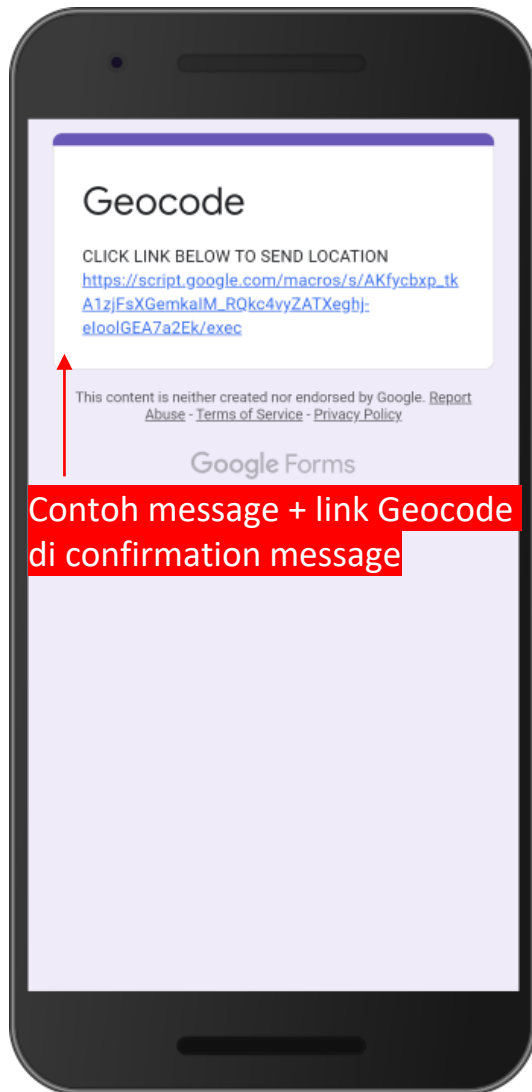 Geocode
CLICK LINK BELOW TO SEND LOCATION
https://script.google.com/macros/s/AKfycbxp_tk
A1zjFsXGemkaIM_RQkc4vyZATXeghj-
eIoolGEA7a2Ek/exec
This content is neither created nor endorsed by Google. Report
Abuse - Terms of Service - Privacy Policy
Google Forms
Contoh message + link Geocode
di confirmation message